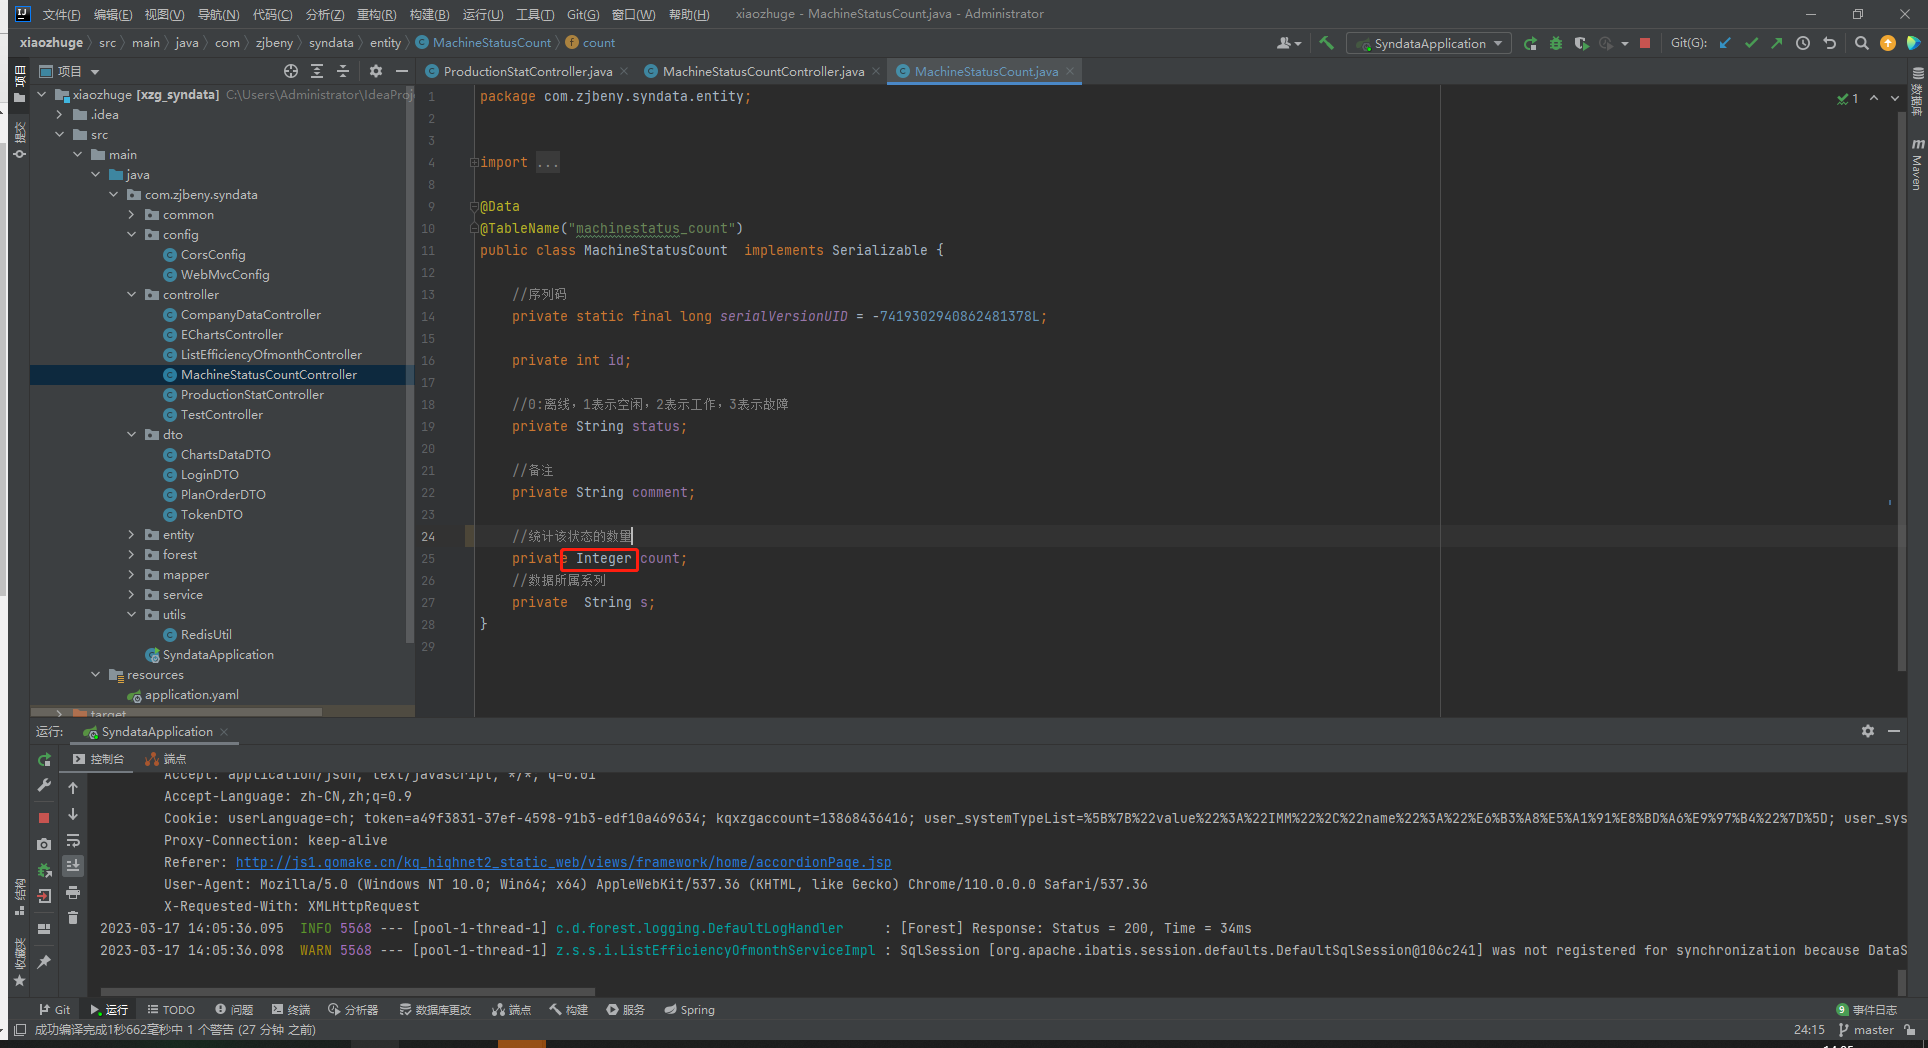 文件(F) 编辑(E) 视图(V) 导航(N) 代码(C) 分析(Z) 重构(R) 构建(B) 运行(U) 工具(T) Git(G) 窗口(W) 帮助(H) xiaozhuge - MachineStatusCount.java - Administrator
xiaozhuge src main java com zjbeny syndata entity MachineStatusCount count SyndataApplication Git(G):
项目 ProductionStatController.java MachineStatusCountController.java MachineStatusCount.java
项目
提交
结构
收藏夹
xiaozhuge [xzg_syndata] C:\Users\Administrator\IdeaProj
.idea
src
main
java
com.zjbeny.syndata
common
config
CorsConfig
WebMvcConfig
controller
CompanyDataController
EChartsController
ListEfficiencyOfmonthController
MachineStatusCountController
ProductionStatController
TestController
dto
ChartsDataDTO
LoginDTO
PlanOrderDTO
TokenDTO
entity
forest
mapper
service
utils
RedisUtil
SyndataApplication
resources
application.yaml
target
1 package com.zjbeny.syndata.entity;
2
3
4 import ...
8
9 @Data
10 @TableName("machinestatus_count")
11 public class MachineStatusCount  implements Serializable {
12
13 //序列码
14 private static final long serialVersionUID = -7419302940862481378L;
15
16 private int id;
17
18 //0:离线，1表示空闲，2表示工作，3表示故障
19 private String status;
20
21 //备注
22 private String comment;
23
24 //统计该状态的数量
25 private Integer count;
26 //数据所属系列
27 private  String s;
28 }
29
1
数据库
Maven
运行: SyndataApplication
控制台 端点
Accept: application/json, text/javascript, */*; q=0.01
Accept-Language: zh-CN,zh;q=0.9
Cookie: userLanguage=ch; token=a49f3831-37ef-4598-91b3-edf10a469634; kqxzgaccount=13868436416; user_systemTypeList=%5B%7B%22value%22%3A%22IMM%22%2C%22name%22%3A%22%E6%B3%A8%E5%A1%91%E8%BD%A6%E9%97%B4%22%7D%5D; user_sys
Proxy-Connection: keep-alive
Referer: http://js1.gomake.cn/kq_highnet2_static_web/views/framework/home/accordionPage.jsp
User-Agent: Mozilla/5.0 (Windows NT 10.0; Win64; x64) AppleWebKit/537.36 (KHTML, like Gecko) Chrome/110.0.0.0 Safari/537.36
X-Requested-With: XMLHttpRequest
2023-03-17 14:05:36.095  INFO 5568 --- [pool-1-thread-1] c.d.forest.logging.DefaultLogHandler     : [Forest] Response: Status = 200, Time = 34ms
2023-03-17 14:05:36.098  WARN 5568 --- [pool-1-thread-1] z.s.s.i.ListEfficiencyOfmonthServiceImpl : SqlSession [org.apache.ibatis.session.defaults.DefaultSqlSession@106c241] was not registered for synchronization because DataS
Git 运行 TODO 问题 终端 分析器 数据库更改 端点 构建 服务 Spring 9 事件日志
成功编译完成1秒662毫秒中 1 个警告 (27 分钟 之前) 24:15 master